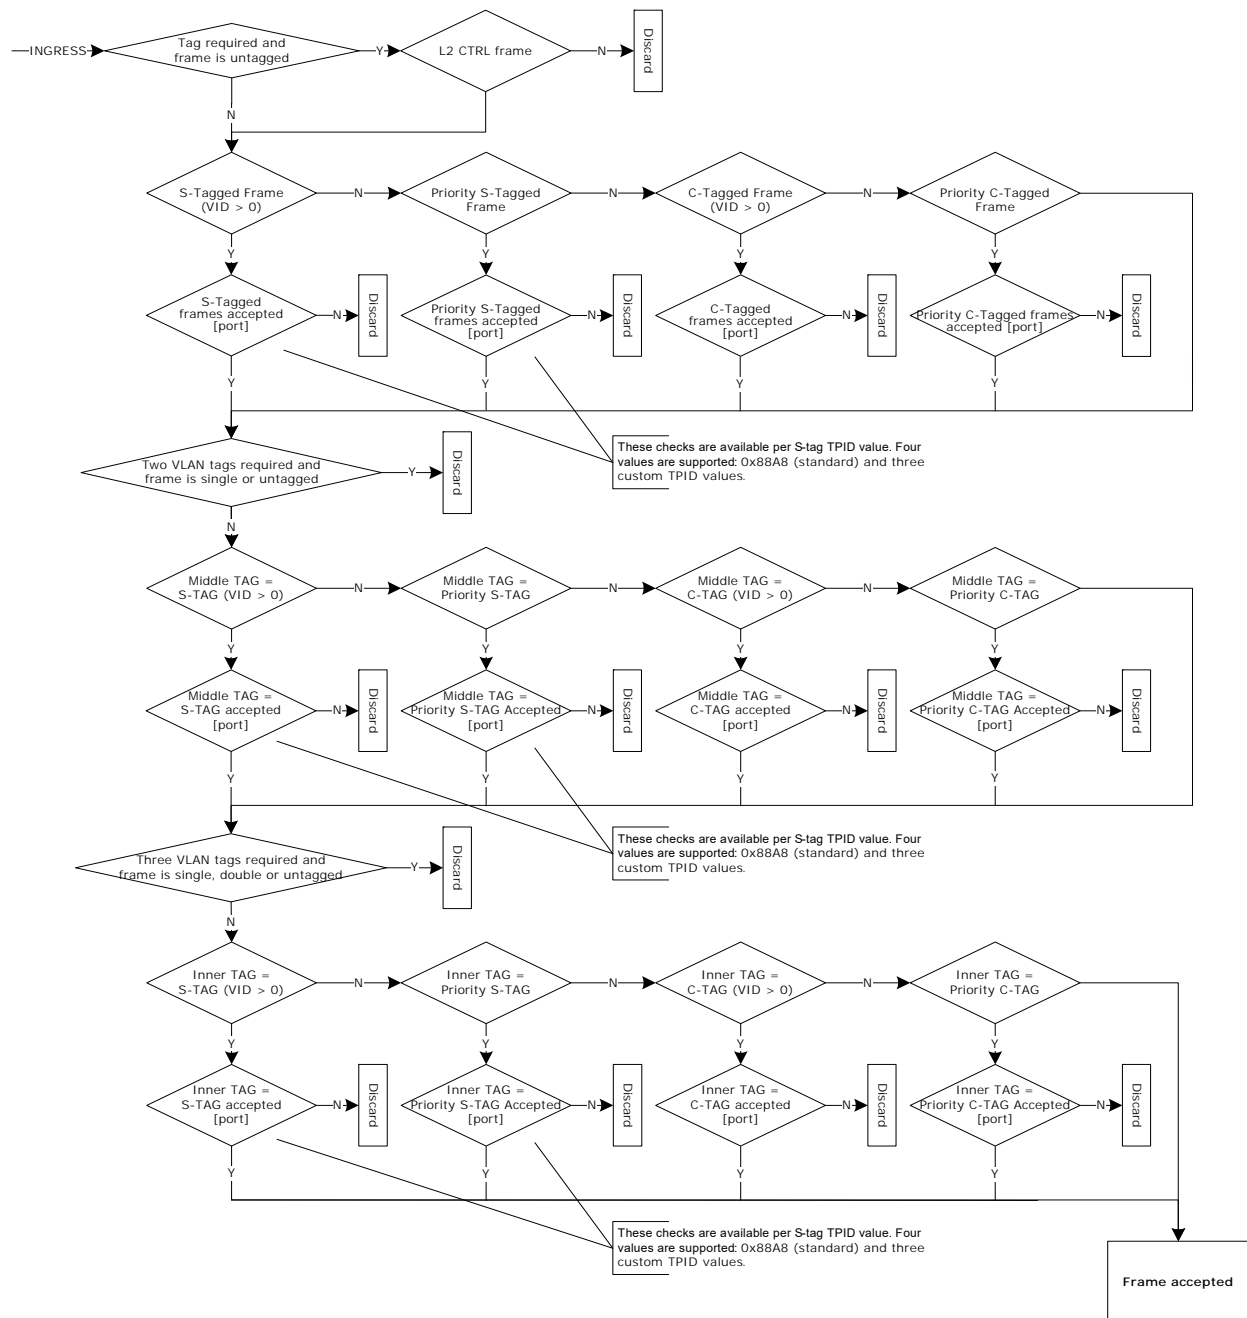 INGRESS
Tag required and
frame is untagged
Y
L2 CTRL frame
N
Discard
N
S-Tagged Frame
(VID > 0)
N
Priority S-Tagged
Frame
N
C-Tagged Frame
(VID > 0)
N
Priority C-Tagged
Frame
Y
Y
Y
Y
S-Tagged
frames accepted
[port]
N
Discard
Priority S-Tagged
frames accepted
[port]
N
Discard
C-Tagged
frames accepted
[port]
N
Discard
Priority C-Tagged frames
accepted [port]
N
Discard
Y
Y
Y
Y
These checks are available per S-tag TPID value. Four
values are supported: 0x88A8 (standard) and three
custom TPID values.
Two VLAN tags required and
frame is single or untagged
Y
Discard
N
Middle TAG =
S-TAG (VID > 0)
N
Middle TAG =
Priority S-TAG
N
Middle TAG =
C-TAG (VID > 0)
N
Middle TAG =
Priority C-TAG
Y
Y
Y
Y
Middle TAG =
S-TAG accepted
[port]
N
Discard
Middle TAG =
Priority S-TAG Accepted
[port]
N
Discard
Middle TAG =
C-TAG accepted
[port]
N
Discard
Middle TAG =
Priority C-TAG Accepted
[port]
N
Discard
Y
Y
Y
Y
These checks are available per S-tag TPID value. Four
values are supported: 0x88A8 (standard) and three
custom TPID values.
Three VLAN tags required and
frame is single, double or untagged
Y
Discard
N
Inner TAG =
S-TAG (VID > 0)
N
Inner TAG =
Priority S-TAG
N
Inner TAG =
C-TAG (VID > 0)
N
Inner TAG =
Priority C-TAG
Y
Y
Y
Y
Inner TAG =
S-TAG accepted
[port]
N
Discard
Inner TAG =
Priority S-TAG Accepted
[port]
N
Discard
Inner TAG =
C-TAG accepted
[port]
N
Discard
Inner TAG =
Priority C-TAG Accepted
[port]
N
Discard
Y
Y
Y
Y
These checks are available per S-tag TPID value. Four
values are supported: 0x88A8 (standard) and three
custom TPID values.
Frame accepted